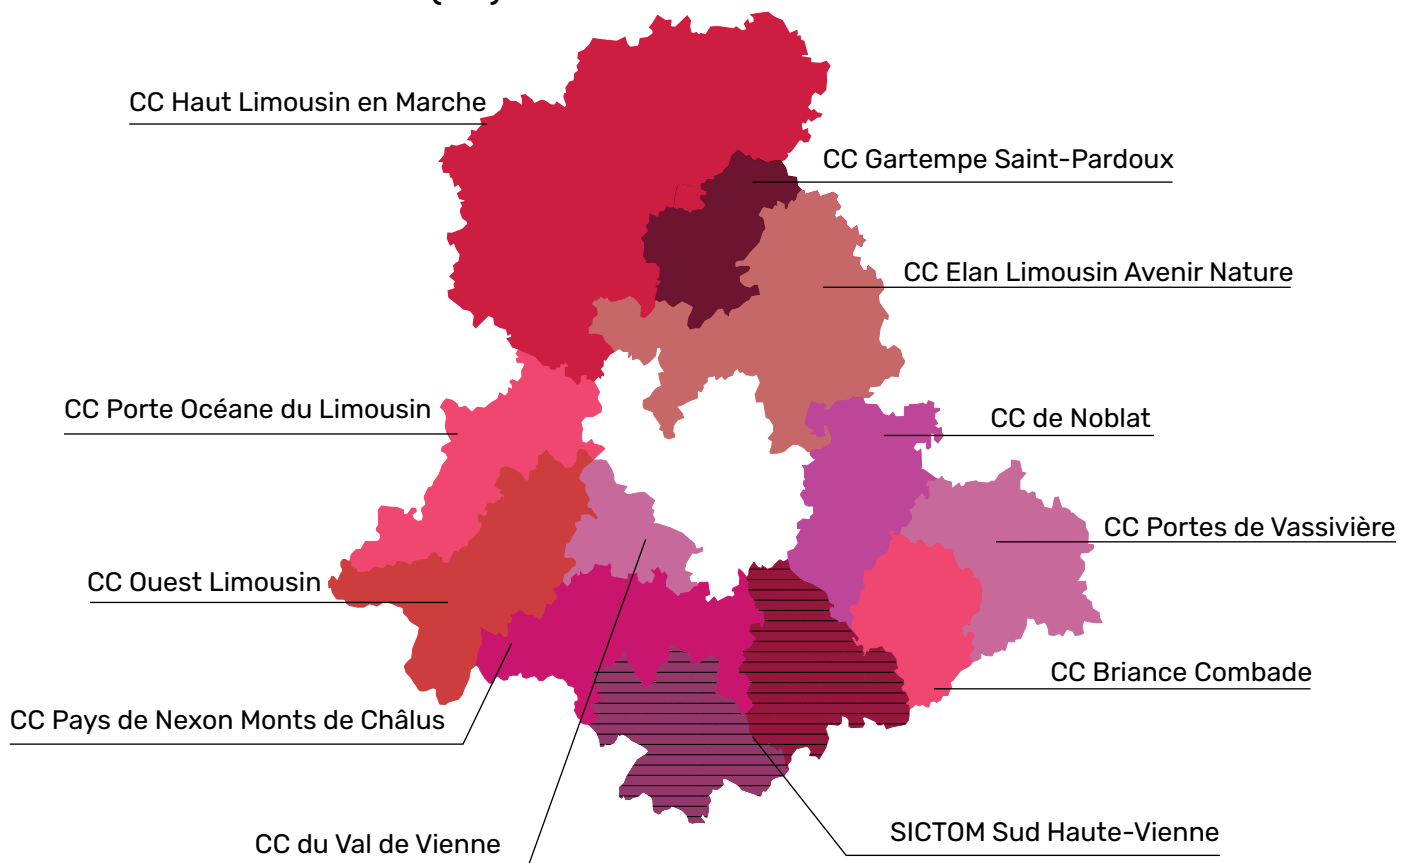 CC Haut Limousin en Marche
CC Gartempe Saint-Pardoux
CC Elan Limousin Avenir Nature
CC Porte Océane du Limousin
CC de Noblat
CC Portes de Vassivière
CC Ouest Limousin
CC Briance Combade
CC Pays de Nexon Monts de Châlus
SICTOM Sud Haute-Vienne
CC du Val de Vienne